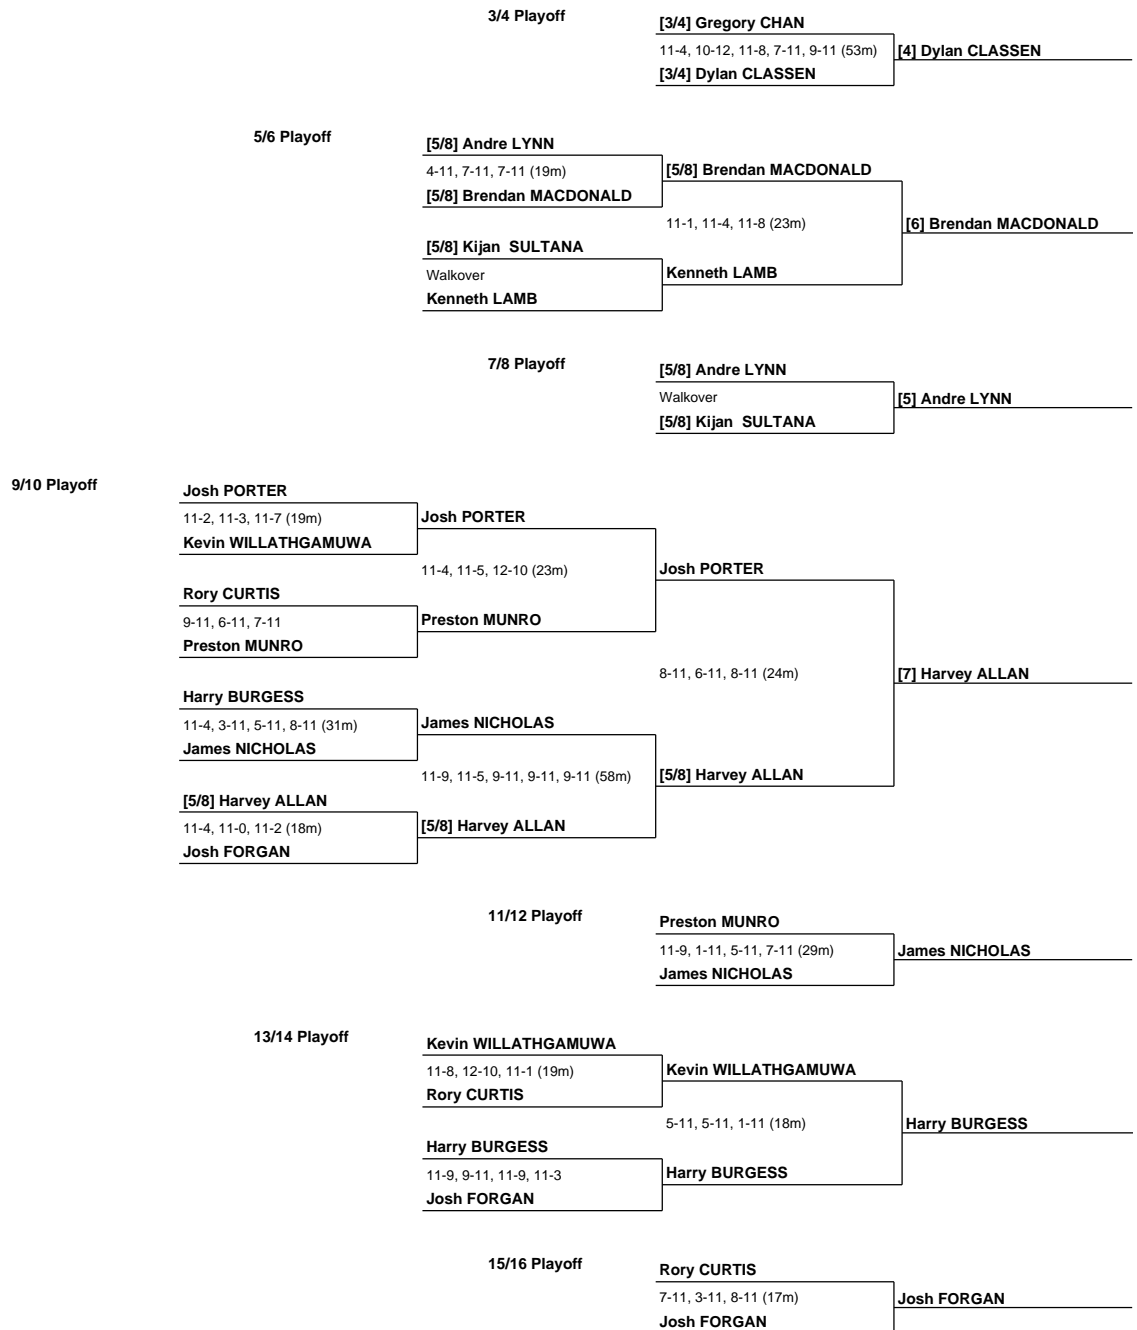 3/4 Playoff
[3/4] Gregory CHAN
11-4, 10-12, 11-8, 7-11, 9-11 (53m)
[4] Dylan CLASSEN
[3/4] Dylan CLASSEN
5/6 Playoff
[5/8] Andre LYNN
4-11, 7-11, 7-11 (19m)
[5/8] Brendan MACDONALD
[5/8] Brendan MACDONALD
11-1, 11-4, 11-8 (23m)
[6] Brendan MACDONALD
[5/8] Kijan  SULTANA
Walkover
Kenneth LAMB
Kenneth LAMB
7/8 Playoff
[5/8] Andre LYNN
Walkover
[5] Andre LYNN
[5/8] Kijan  SULTANA
9/10 Playoff
Josh PORTER
11-2, 11-3, 11-7 (19m)
Josh PORTER
Kevin WILLATHGAMUWA
11-4, 11-5, 12-10 (23m)
Josh PORTER
Rory CURTIS
9-11, 6-11, 7-11
Preston MUNRO
Preston MUNRO
8-11, 6-11, 8-11 (24m)
[7] Harvey ALLAN
Harry BURGESS
11-4, 3-11, 5-11, 8-11 (31m)
James NICHOLAS
James NICHOLAS
11-9, 11-5, 9-11, 9-11, 9-11 (58m)
[5/8] Harvey ALLAN
[5/8] Harvey ALLAN
11-4, 11-0, 11-2 (18m)
[5/8] Harvey ALLAN
Josh FORGAN
11/12 Playoff
Preston MUNRO
11-9, 1-11, 5-11, 7-11 (29m)
James NICHOLAS
James NICHOLAS
13/14 Playoff
Kevin WILLATHGAMUWA
11-8, 12-10, 11-1 (19m)
Kevin WILLATHGAMUWA
Rory CURTIS
5-11, 5-11, 1-11 (18m)
Harry BURGESS
Harry BURGESS
11-9, 9-11, 11-9, 11-3
Harry BURGESS
Josh FORGAN
15/16 Playoff
Rory CURTIS
7-11, 3-11, 8-11 (17m)
Josh FORGAN
Josh FORGAN